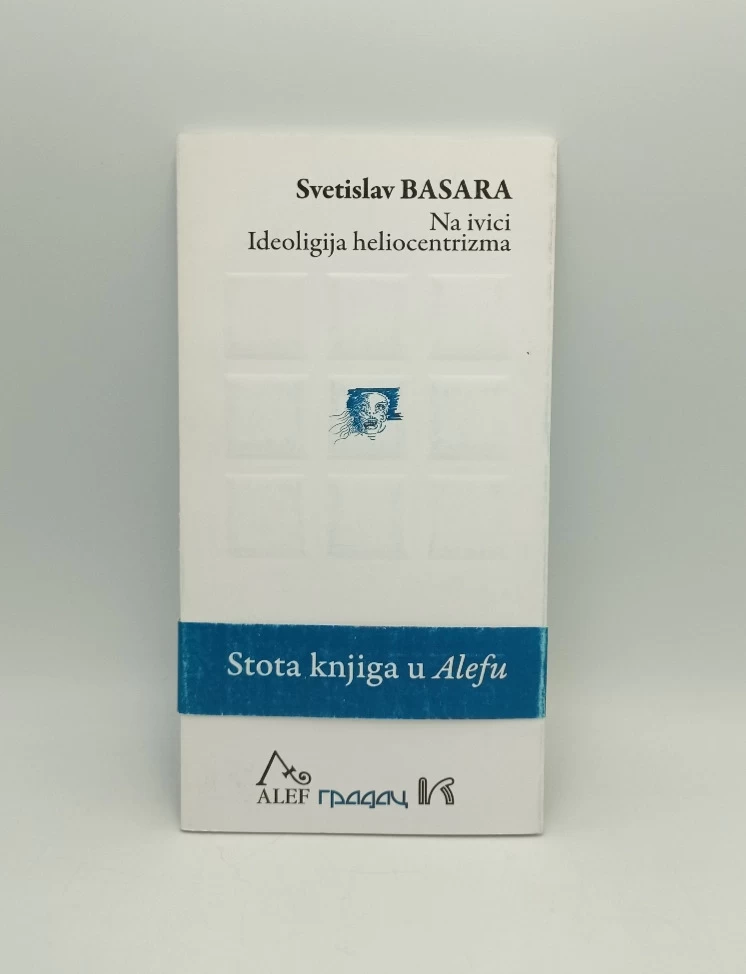 Svetislav BASARA
Na ivici
Ideoligija heliocentrizma
Stota knjiga u Alefu
ALEF градац K